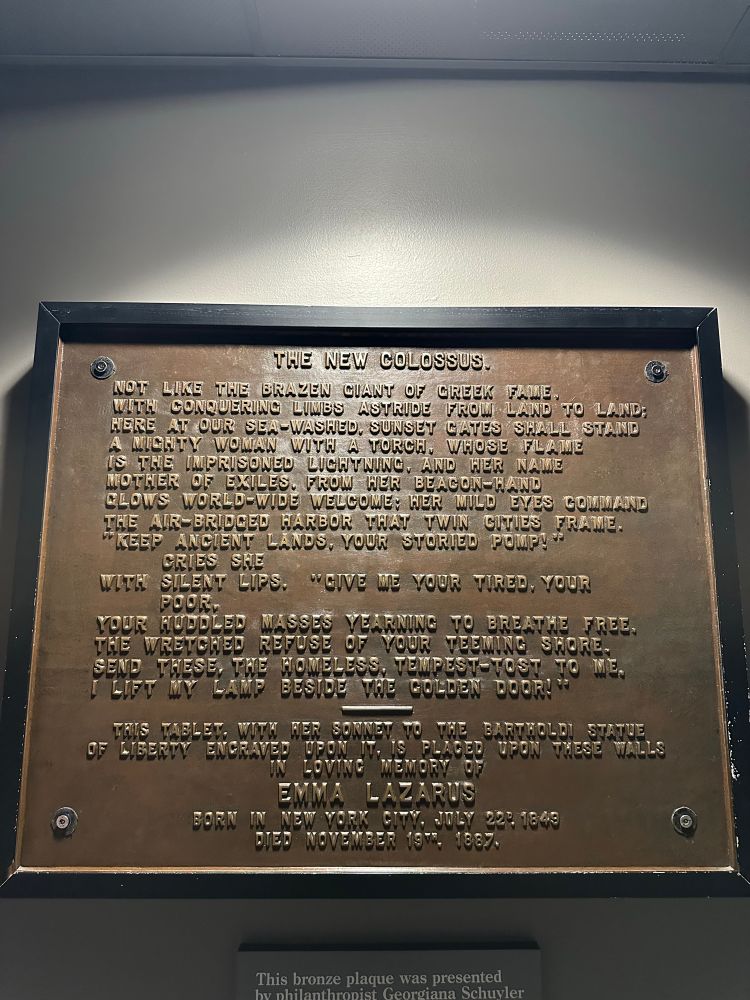 THE NEW COLOSSUS.
NOT LIKE THE BRAZEN GIANT OF GREEK FAME,
WITH CONQUERING LIMBS ASTRIDE FROM LAND TO LAND;
HERE AT OUR SEA-WASHED, SUNSET GATES SHALL STAND
A MIGHTY WOMAN WITH A TORCH, WHOSE FLAME
IS THE IMPRISONED LIGHTNING, AND HER NAME
MOTHER OF EXILES. FROM HER BEACON-HAND
GLOWS WORLD-WIDE WELCOME; HER MILD EYES COMMAND
THE AIR-BRIDGED HARBOR THAT TWIN CITIES FRAME.
"KEEP ANCIENT LANDS, YOUR STORIED POMP!"
CRIES SHE
WITH SILENT LIPS. "GIVE ME YOUR TIRED, YOUR
POOR,
YOUR HUDDLED MASSES YEARNING TO BREATHE FREE,
THE WRETCHED REFUSE OF YOUR TEEMING SHORE.
SEND THESE, THE HOMELESS, TEMPEST-TOST TO ME,
I LIFT MY LAMP BESIDE THE GOLDEN DOOR!"
THIS TABLET, WITH HER SONNET TO THE BARTHOLDI STATUE
OF LIBERTY ENGRAVED UPON IT, IS PLACED UPON THESE WALLS
IN LOVING MEMORY OF
EMMA LAZARUS
BORN IN NEW YORK CITY, JULY 22D, 1849
DIED NOVEMBER 19TH, 1887.
This bronze plaque was presented
by philanthropist Georgiana Schuyler